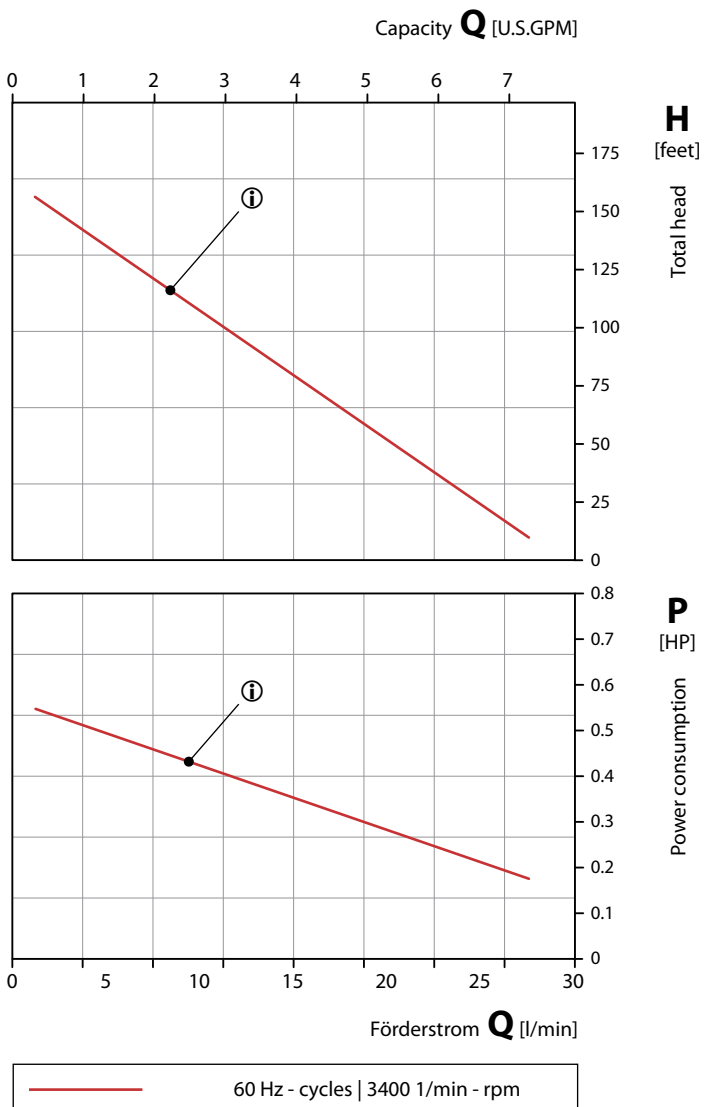 Capacity Q [U.S.GPM]
0 1 2 3 4 5 6 7
H
[feet]
Total head
175
150
125
100
75
50
25
0
i
P
[HP]
Power consumption
0.8
0.7
0.6
0.5
0.4
0.3
0.2
0.1
0
i
0 5 10 15 20 25 30
Förderstrom Q [l/min]
60 Hz - cycles | 3400 1/min - rpm